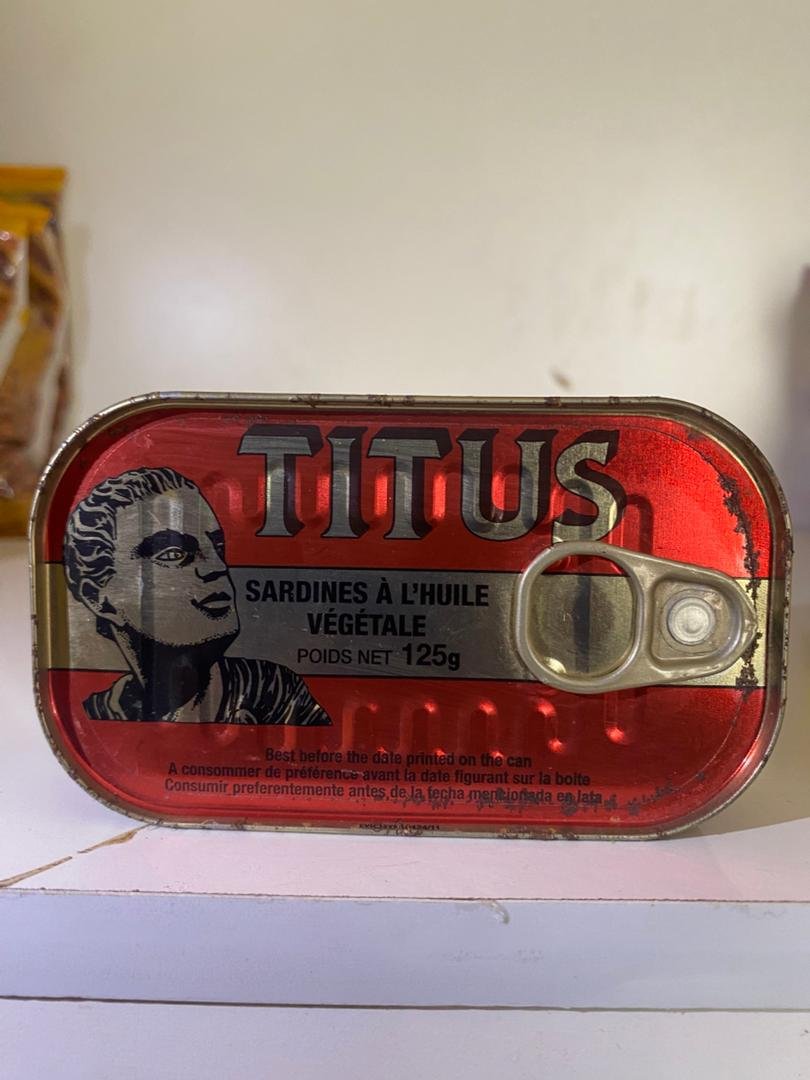 TITUS
SARDINES À L'HUILE
VÉGÉTALE
POIDS NET 125g
Best before the date printed on the can
A consommer de préférence avant la date figurant sur la boite
Consumir preferentemente antes de la fecha mencionada en lata